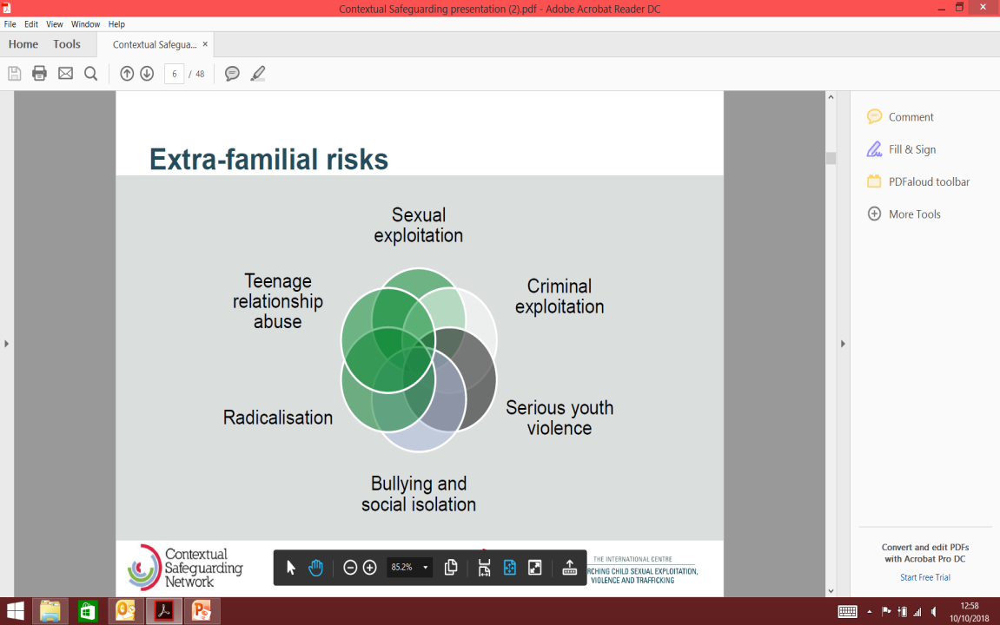 Contextual Safeguarding presentation (2).pdf - Adobe Acrobat Reader DC
File Edit View Window Help
Home Tools Contextual Safegua... ×
6 / 48
Comment
Fill & Sign
PDFaloud toolbar
More Tools
Extra-familial risks
Sexual
exploitation
Criminal
exploitation
Serious youth
violence
Bullying and
social isolation
Radicalisation
Teenage
relationship
abuse
Contextual
Safeguarding
Network
85.2%
THE INTERNATIONAL CENTRE
RCHING CHILD SEXUAL EXPLOITATION,
VIOLENCE AND TRAFFICKING
Convert and edit PDFs
with Acrobat Pro DC
Start Free Trial
12:58
10/10/2018